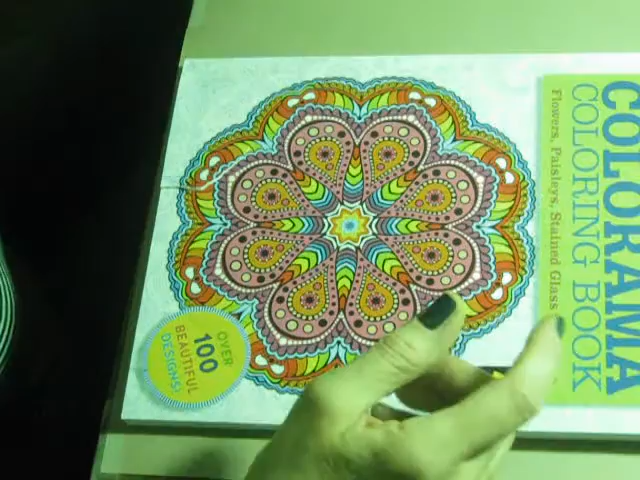 COLORAMA
COLORING BOOK
Flowers, Paisleys, Stained Glass
OVER
100
BEAUTIFUL
DESIGNS!